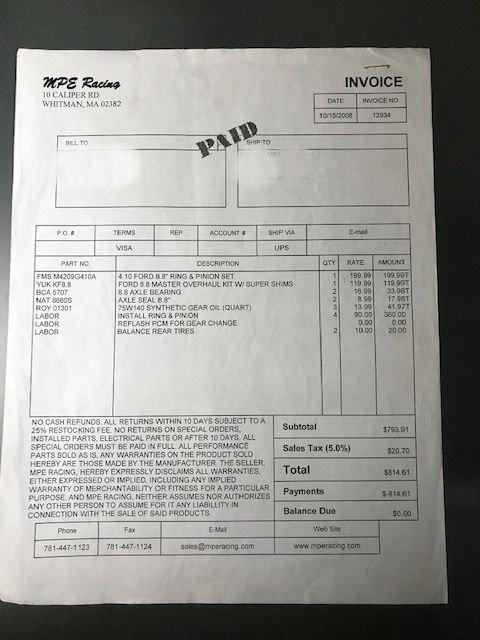 MPE Racing
10 CALIPER RD
WHITMAN, MA 02382
INVOICE
DATE INVOICE NO
10/15/2008 12934
PAID
BILL TO
SHIP TO
P.O. # TERMS REP ACCOUNT # SHIP VIA E-mail
VISA UPS
PART NO. DESCRIPTION QTY RATE AMOUNT
FMS M4209G410A 4.10 FORD 8.8" RING & PINION SET 1 199.99 199.99T
YUK KF8.8 FORD 8.8 MASTER OVERHAUL KIT W/ SUPER SHIMS 1 119.99 119.99T
BCA 5707 8.8 AXLE BEARING 2 16.99 33.98T
NAT 8660S AXLE SEAL 8.8" 2 8.99 17.98T
ROY 01301 75W140 SYNTHETIC GEAR OIL (QUART) 3 13.99 41.97T
LABOR INSTALL RING & PINION 4 90.00 360.00
LABOR REFLASH PCM FOR GEAR CHANGE 0.00 0.00
LABOR BALANCE REAR TIRES 2 10.00 20.00
NO CASH REFUNDS. ALL RETURNS WITHIN 10 DAYS SUBJECT TO A
25% RESTOCKING FEE. NO RETURNS ON SPECIAL ORDERS,
INSTALLED PARTS, ELECTRICAL PARTS OR AFTER 10 DAYS. ALL
SPECIAL ORDERS MUST BE PAID IN FULL. ALL PERFORMANCE
PARTS SOLD AS IS, ANY WARRANTIES ON THE PRODUCT SOLD
HEREBY ARE THOSE MADE BY THE MANUFACTURER. THE SELLER,
MPE RACING, HEREBY EXPRESSLY DISCLAIMS ALL WARRANTIES,
EITHER EXPRESSED OR IMPLIED, INCLUDING ANY IMPLIED
WARRANTY OF MERCHANTABILITY OR FITNESS FOR A PARTICULAR
PURPOSE, AND MPE RACING, NEITHER ASSUMES NOR AUTHORIZES
ANY OTHER PERSON TO ASSUME FOR IT ANY LIABILLITY IN
CONNECTION WITH THE SALE OF SAID PRODUCTS.
Subtotal $793.91
Sales Tax (5.0%) $20.70
Total $814.61
Payments $-814.61
Balance Due $0.00
Phone Fax E-Mail Web Site
781-447-1123 781-447-1124 sales@mperacing.com www.mperacing.com